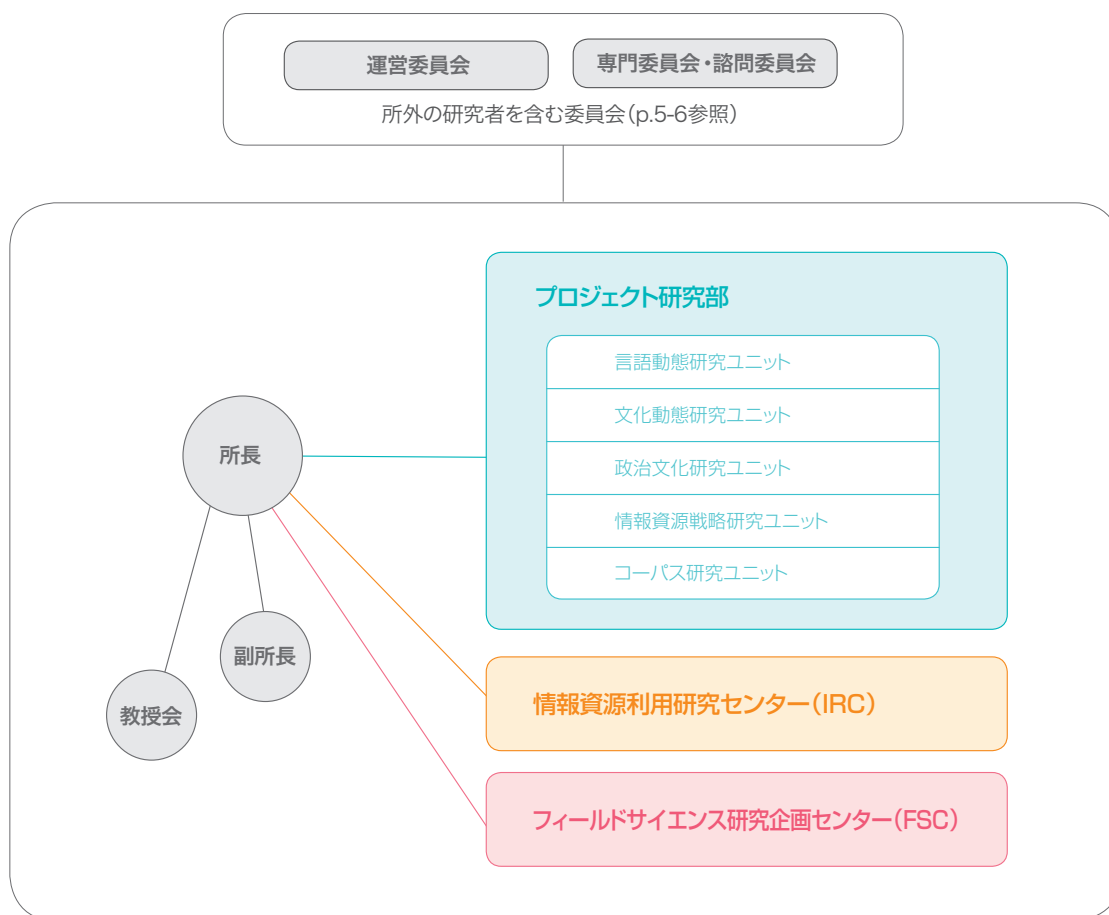 運営委員会
専門委員会・諮問委員会
所外の研究者を含む委員会(p.5-6参照)
プロジェクト研究部
言語動態研究ユニット
文化動態研究ユニット
政治文化研究ユニット
情報資源戦略研究ユニット
コーパス研究ユニット
所長
副所長
教授会
情報資源利用研究センター(IRC)
フィールドサイエンス研究企画センター(FSC)